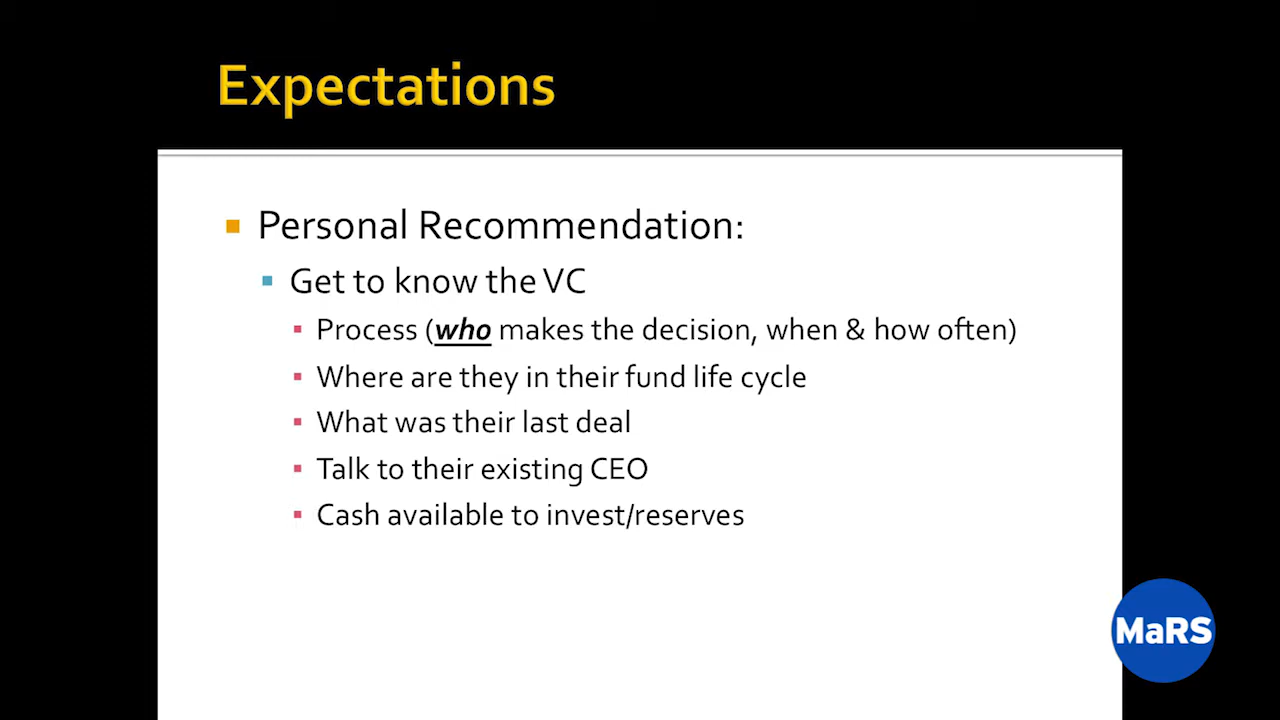 Expectations
Personal Recommendation:
Get to know the VC
Process (who makes the decision, when & how often)
Where are they in their fund life cycle
What was their last deal
Talk to their existing CEO
Cash available to invest/reserves
MaRS